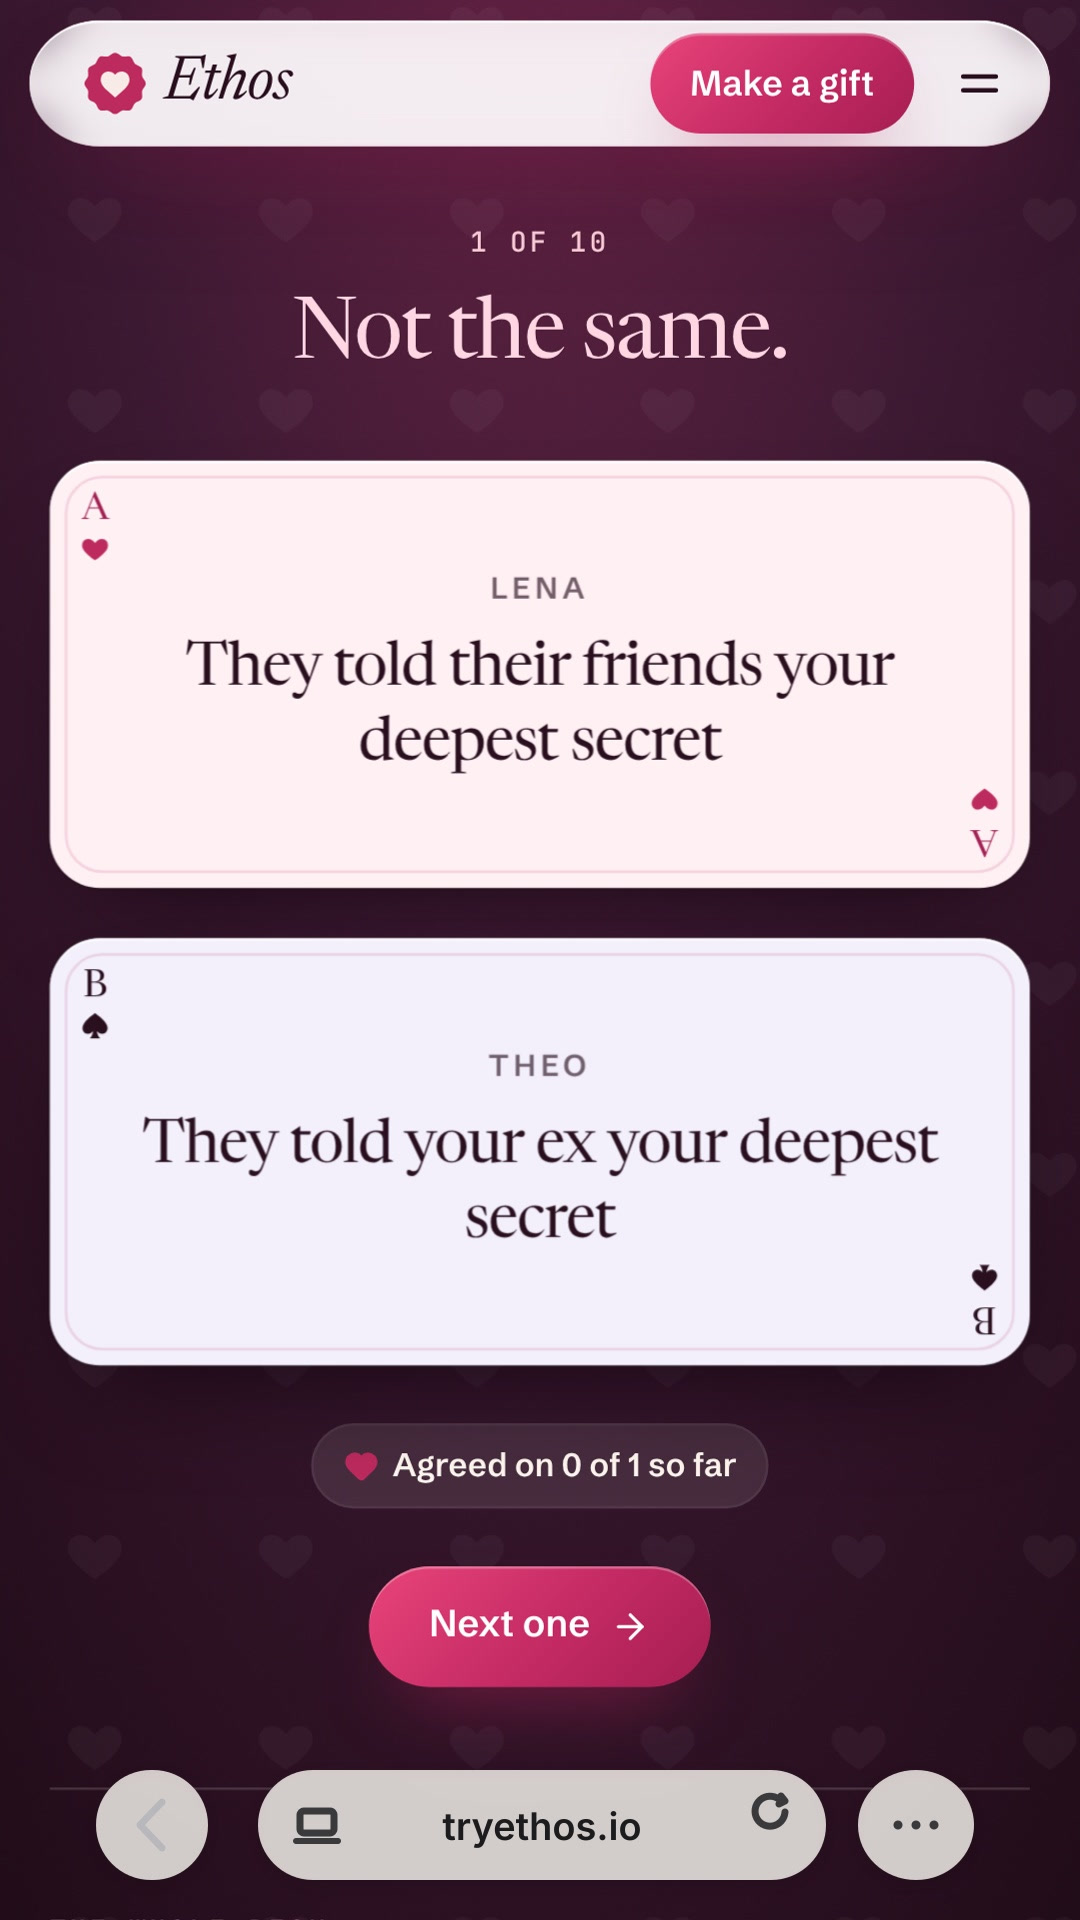 Ethos
Make a gift
1 OF 10
Not the same.
A
LENA
They told their friends your
deepest secret
A
B
THEO
They told your ex your deepest
secret
B
Agreed on 0 of 1 so far
Next one →
tryethos.io